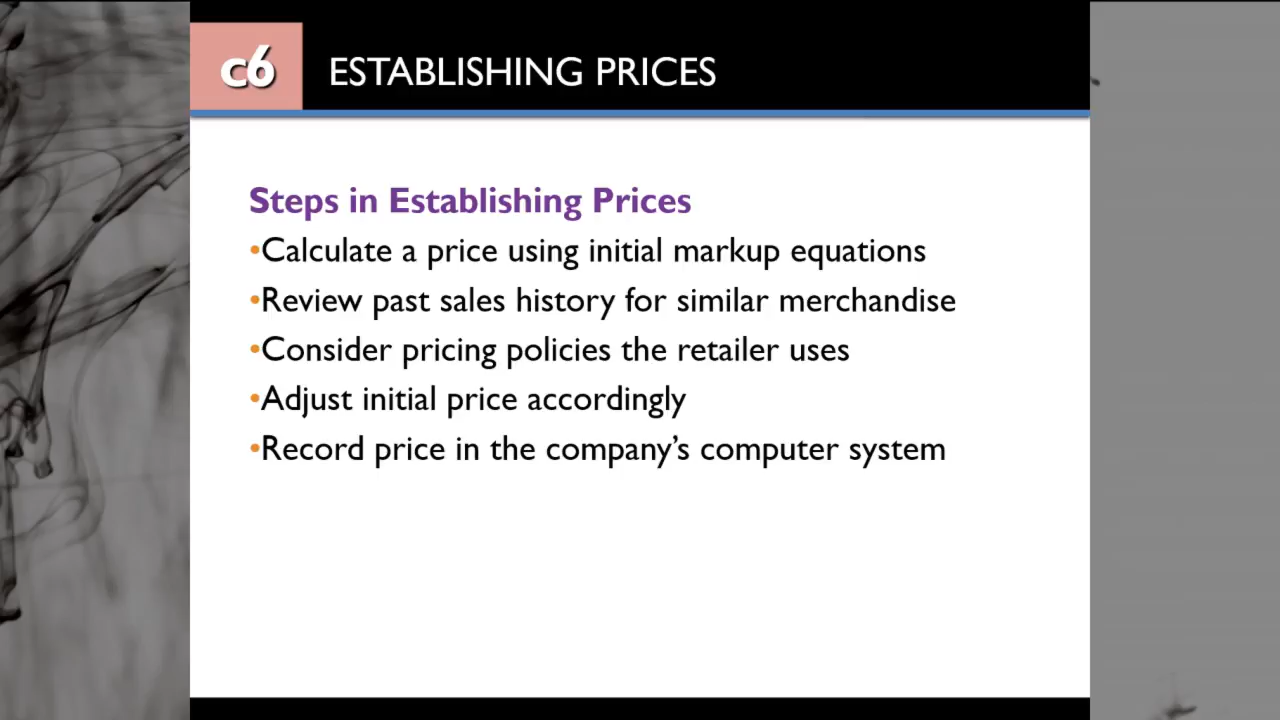 c6
ESTABLISHING PRICES
Steps in Establishing Prices
•Calculate a price using initial markup equations
•Review past sales history for similar merchandise
•Consider pricing policies the retailer uses
•Adjust initial price accordingly
•Record price in the company’s computer system